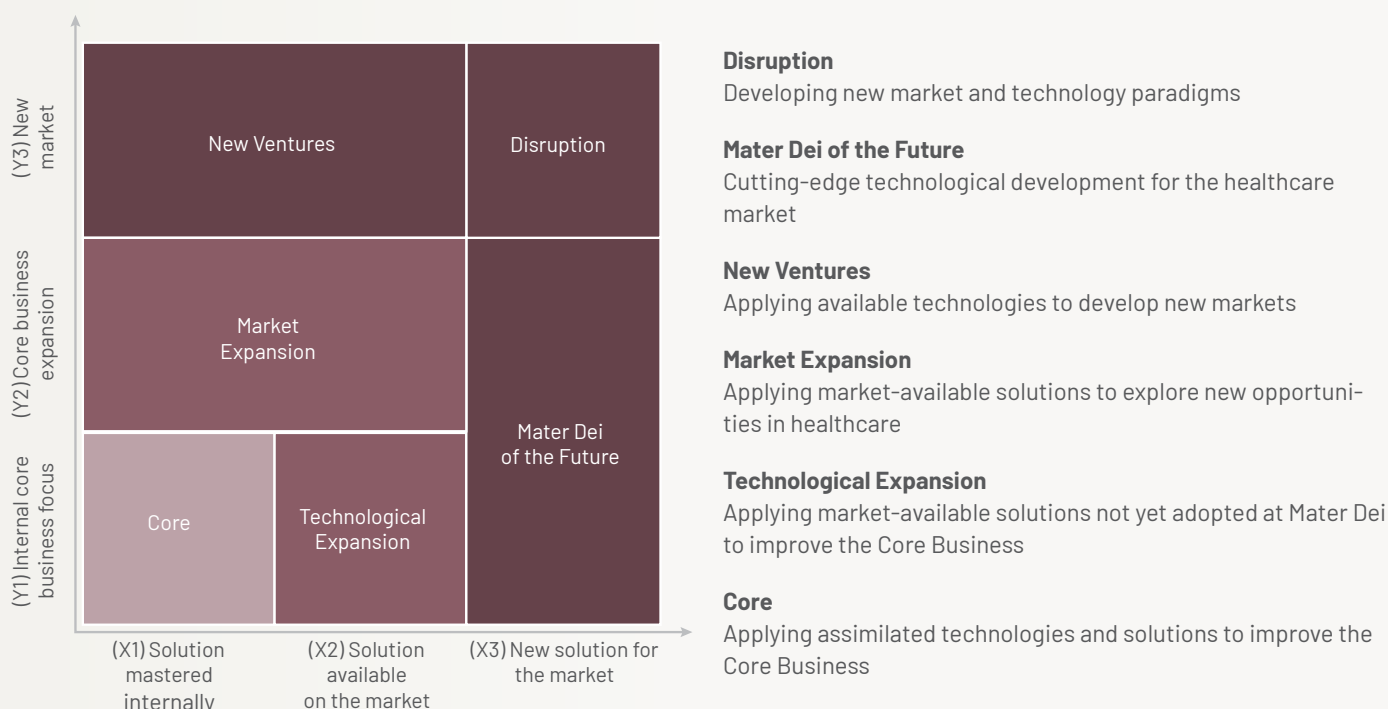 (Y3) New
market
(Y2) Core business
expansion
(Y1) Internal core
business focus
New Ventures
Disruption
Market
Expansion
Mater Dei
of the Future
Core
Technological
Expansion
(X1) Solution
mastered
internally
(X2) Solution
available
on the market
(X3) New solution for
the market
Disruption
Developing new market and technology paradigms
Mater Dei of the Future
Cutting-edge technological development for the healthcare
market
New Ventures
Applying available technologies to develop new markets
Market Expansion
Applying market-available solutions to explore new opportuni-
ties in healthcare
Technological Expansion
Applying market-available solutions not yet adopted at Mater Dei
to improve the Core Business
Core
Applying assimilated technologies and solutions to improve the
Core Business